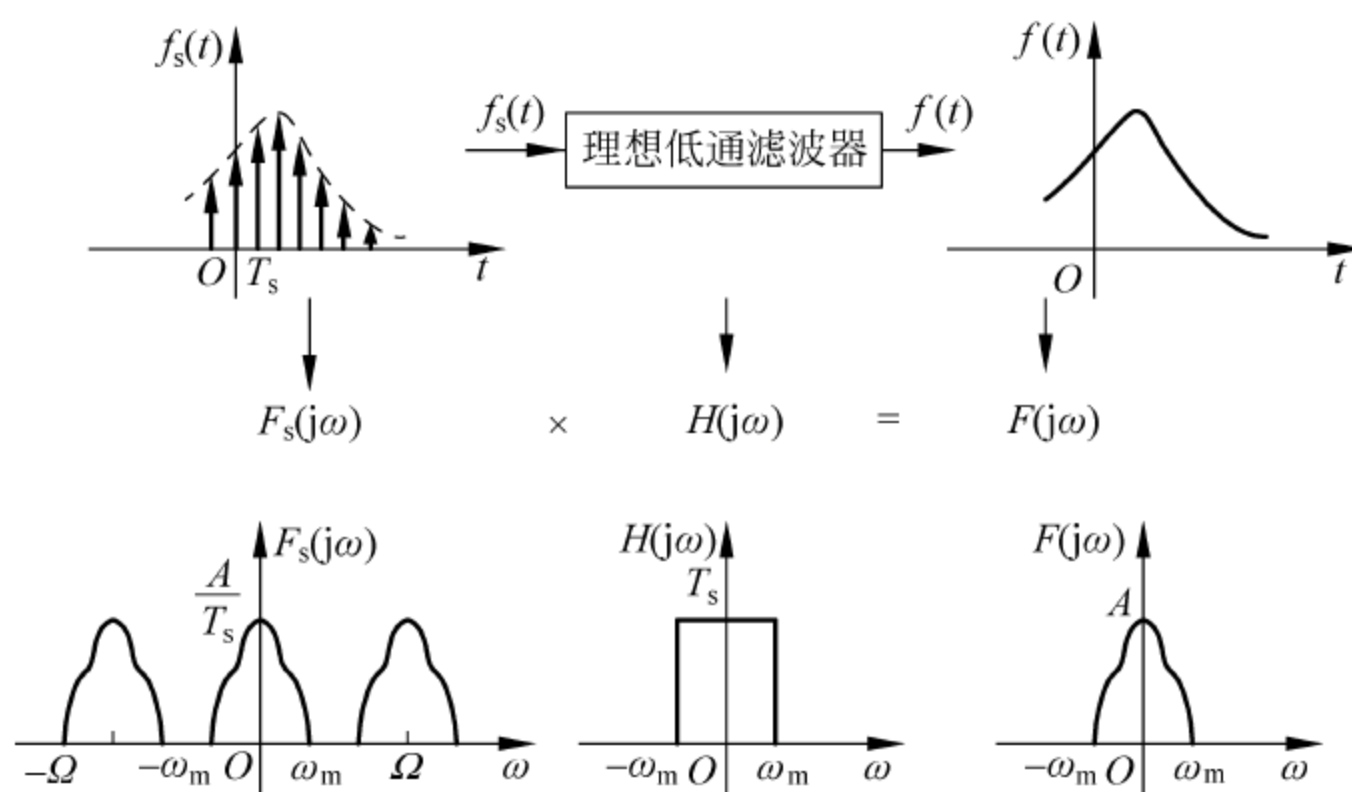 fs(t)
O Ts t
fs(t) 理想低通滤波器 f(t)
f(t)
O t
Fs(jω) × H(jω) = F(jω)
Fs(jω)
A
Ts
-Ω -ωm O ωm Ω ω
H(jω)
Ts
-ωm O ωm ω
F(jω)
A
-ωm O ωm ω